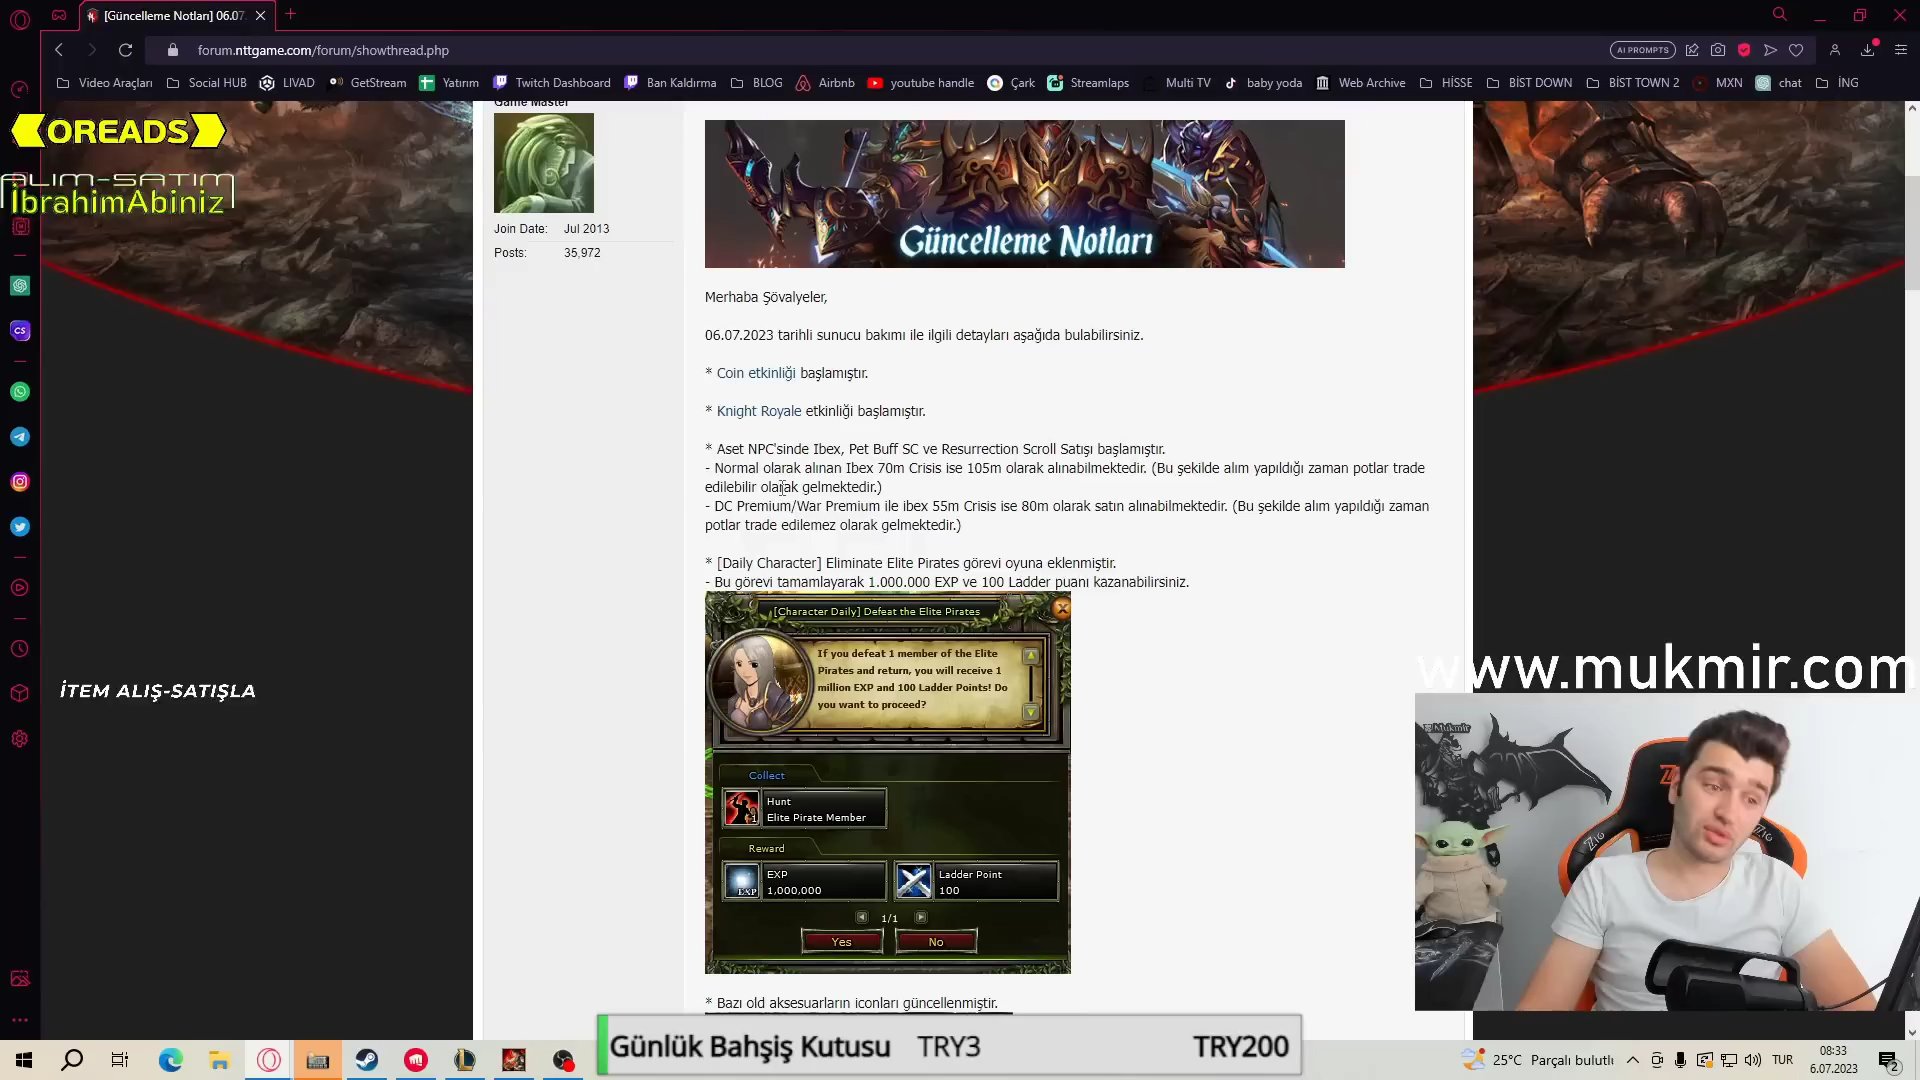 [Güncelleme Notları] 06.07.
forum.nttgame.com/forum/showthread.php
AI PROMPTS
Video Araçları
Social HUB
LIVAD
GetStream
Yatırım
Twitch Dashboard
Ban Kaldırma
BLOG
Airbnb
youtube handle
Çark
Streamlaps
Multi TV
baby yoda
Web Archive
HİSSE
BİST DOWN
BİST TOWN 2
MXN
chat
İNG
OREADS
ALIM-SATIM
İbrahimAbiniz
İTEM ALIŞ-SATIŞLA
Game Master
Join Date: Jul 2013
Posts: 35,972
Güncelleme Notları
Merhaba Şövalyeler,
06.07.2023 tarihli sunucu bakımı ile ilgili detayları aşağıda bulabilirsiniz.
* Coin etkinliği başlamıştır.
* Knight Royale etkinliği başlamıştır.
* Aset NPC'sinde Ibex, Pet Buff SC ve Resurrection Scroll Satışı başlamıştır.
- Normal olarak alınan Ibex 70m Crisis ise 105m olarak alınabilmektedir. (Bu şekilde alım yapıldığı zaman potlar trade
edilebilir olarak gelmektedir.)
- DC Premium/War Premium ile ibex 55m Crisis ise 80m olarak satın alınabilmektedir. (Bu şekilde alım yapıldığı zaman
potlar trade edilemez olarak gelmektedir.)
* [Daily Character] Eliminate Elite Pirates görevi oyuna eklenmiştir.
- Bu görevi tamamlayarak 1.000.000 EXP ve 100 Ladder puanı kazanabilirsiniz.
[Character Daily] Defeat the Elite Pirates
If you defeat 1 member of the Elite
Pirates and return, you will receive 1
million EXP and 100 Ladder Points! Do
you want to proceed?
Collect
Hunt
Elite Pirate Member
1
Reward
EXP
1,000,000
EXP
Ladder Point
100
1/1
Yes
No
* Bazı old aksesuarların iconları güncellenmiştir.
www.mukmir.com
Mukmir
Günlük Bahşiş Kutusu TRY3 TRY200
25°C Parçalı bulutlı
TUR
08:33
6.07.2023
2